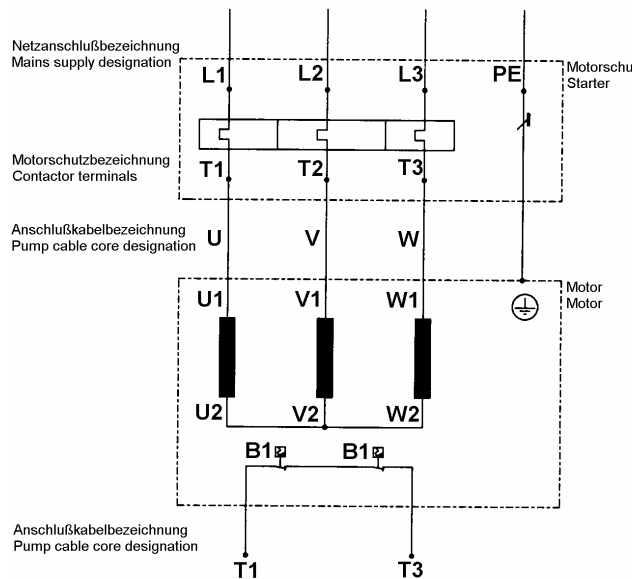 Netzanschlußbezeichnung
Mains supply designation
L1 L2 L3 PE
Motorschu
Starter
Motorschutzbezeichnung
Contactor terminals
T1 T2 T3
Anschlußkabelbezeichnung
Pump cable core designation
U V W
Motor
Motor
U1 V1 W1
U2 V2 W2
B1 B1
Anschlußkabelbezeichnung
Pump cable core designation
T1 T3